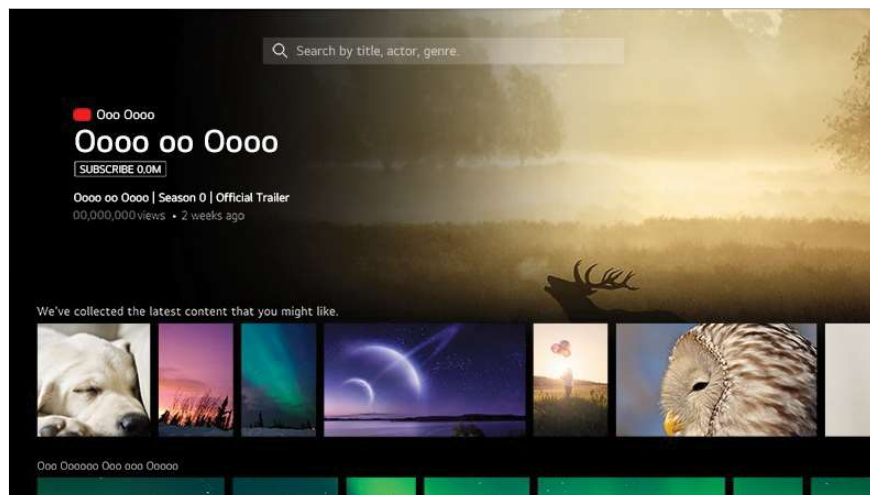 Search by title, actor, genre.
Ooo Oooo
Oooo oo Oooo
SUBSCRIBE 0.0M
Oooo oo Oooo | Season 0 | Official Trailer
00,000,000 views • 2 weeks ago
We've collected the latest content that you might like.
Ooo Oooooo Ooo ooo Ooooo